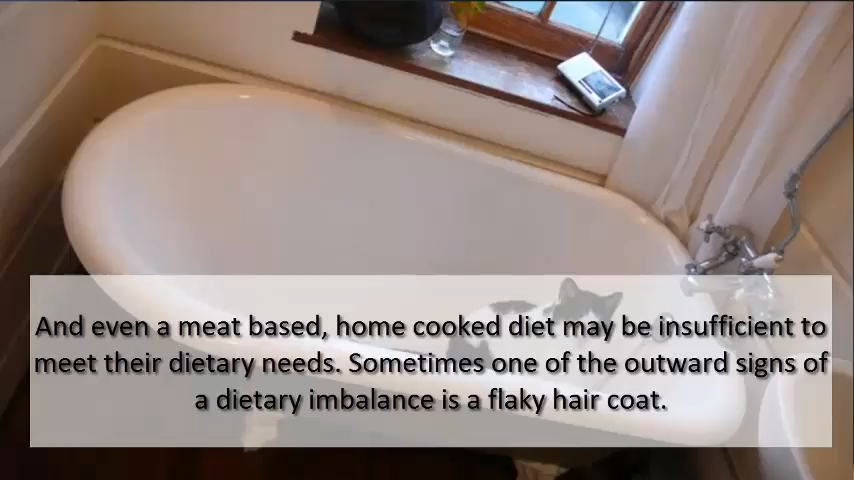 And even a meat based, home cooked diet may be insufficient to
meet their dietary needs. Sometimes one of the outward signs of
a dietary imbalance is a flaky hair coat.